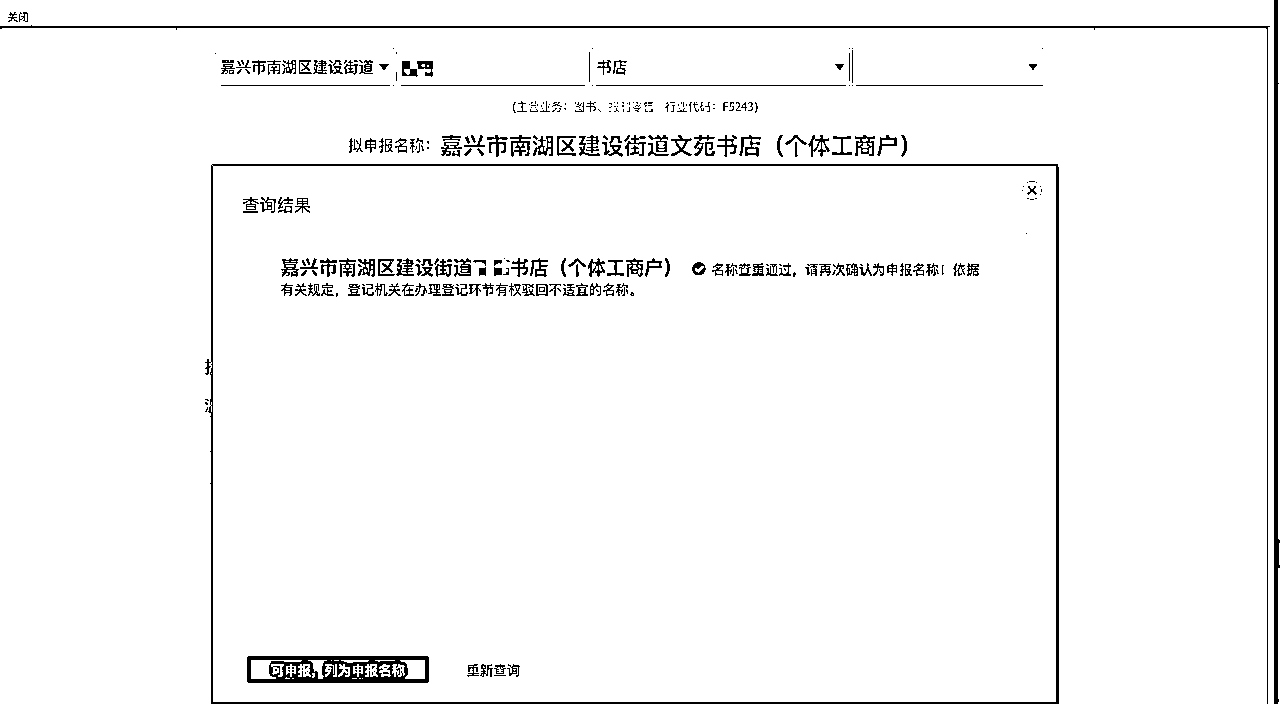 关闭
嘉兴市南湖区建设街道 书店
(主营业务：图书、报刊零售 行业代码：F5243)
拟申报名称：嘉兴市南湖区建设街道文苑书店（个体工商户）
查询结果
嘉兴市南湖区建设街道 书店（个体工商户） 名称查重通过，请再次确认为申报名称！依据
有关规定，登记机关在办理登记环节有权驳回不适宜的名称。
可申报，列为申报名称 重新查询